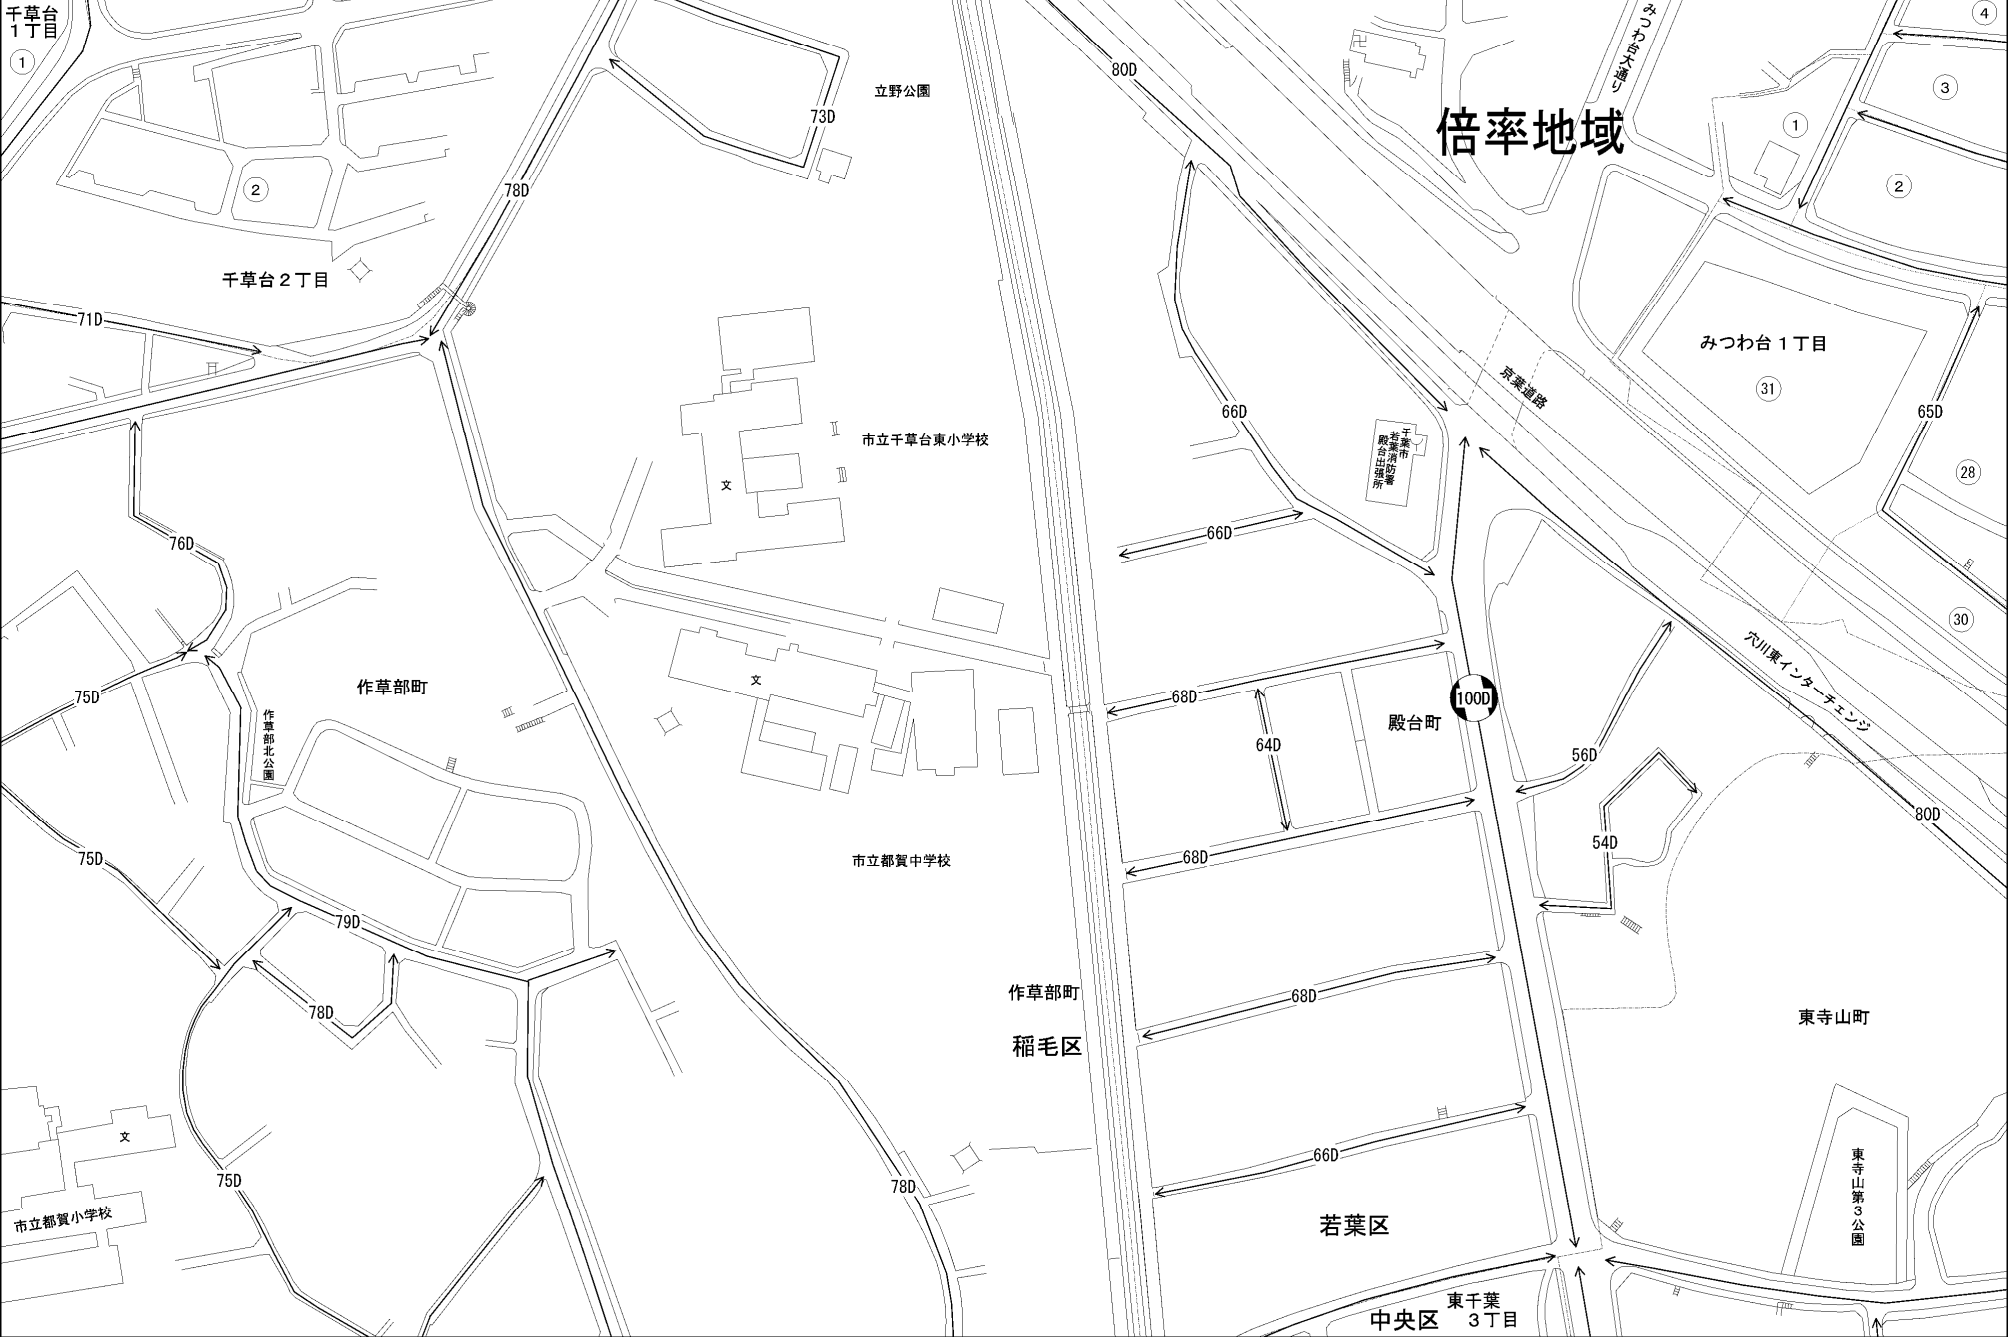 千草台
1丁目
1
2
千草台2丁目
71D
78D
73D
立野公園
80D
みつわ台大通り
倍率地域
4
3
1
2
みつわ台1丁目
31
65D
28
30
京葉道路
千葉市
若葉消防署
殿台出張所
66D
66D
市立千草台東小学校
文
76D
75D
作草部町
作草部北公園
文
68D
64D
殿台町
100D
56D
穴川東インターチェンジ
80D
54D
75D
市立都賀中学校
68D
79D
78D
作草部町
稲毛区
68D
東寺山町
文
75D
市立都賀小学校
78D
66D
若葉区
東寺山第3公園
中央区
東千葉
3丁目